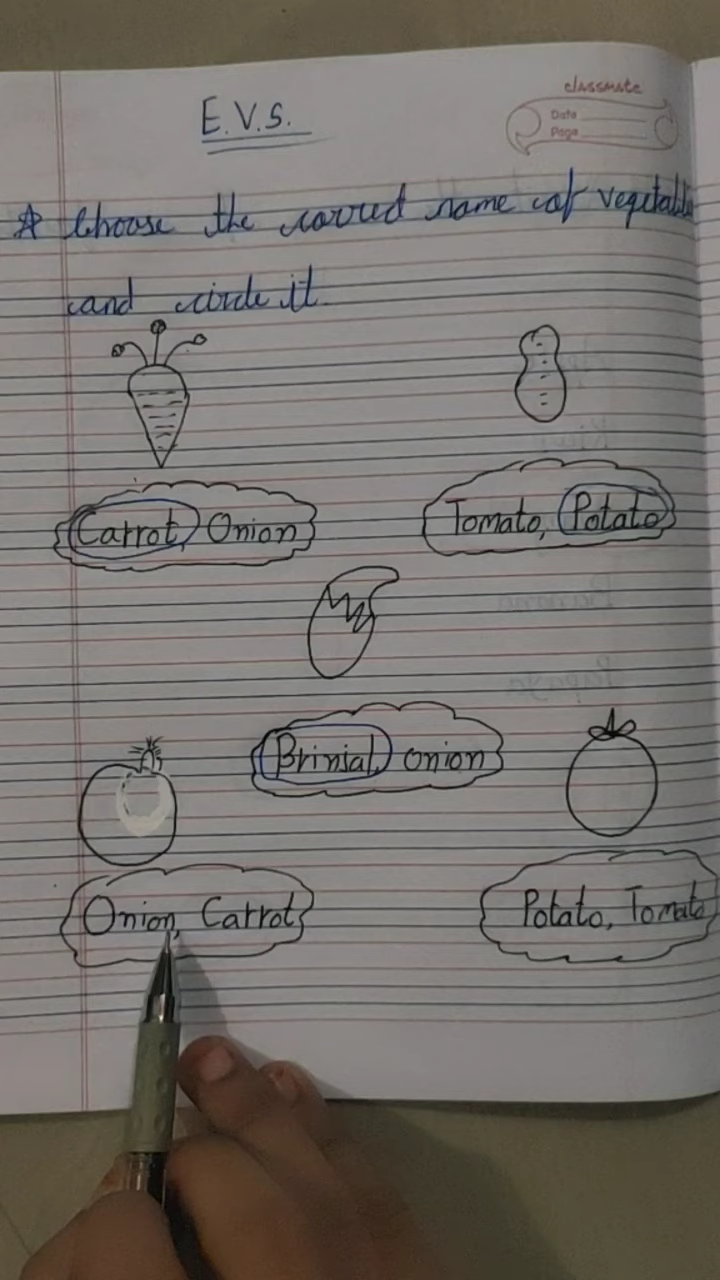 classmate
Date
Page
E.V.S.
* Choose the correct name of vegetable
and circle it.
Carrot, Onion
Tomato, Potato
Brinjal, onion
Onion, Carrot
Potato, Tomato